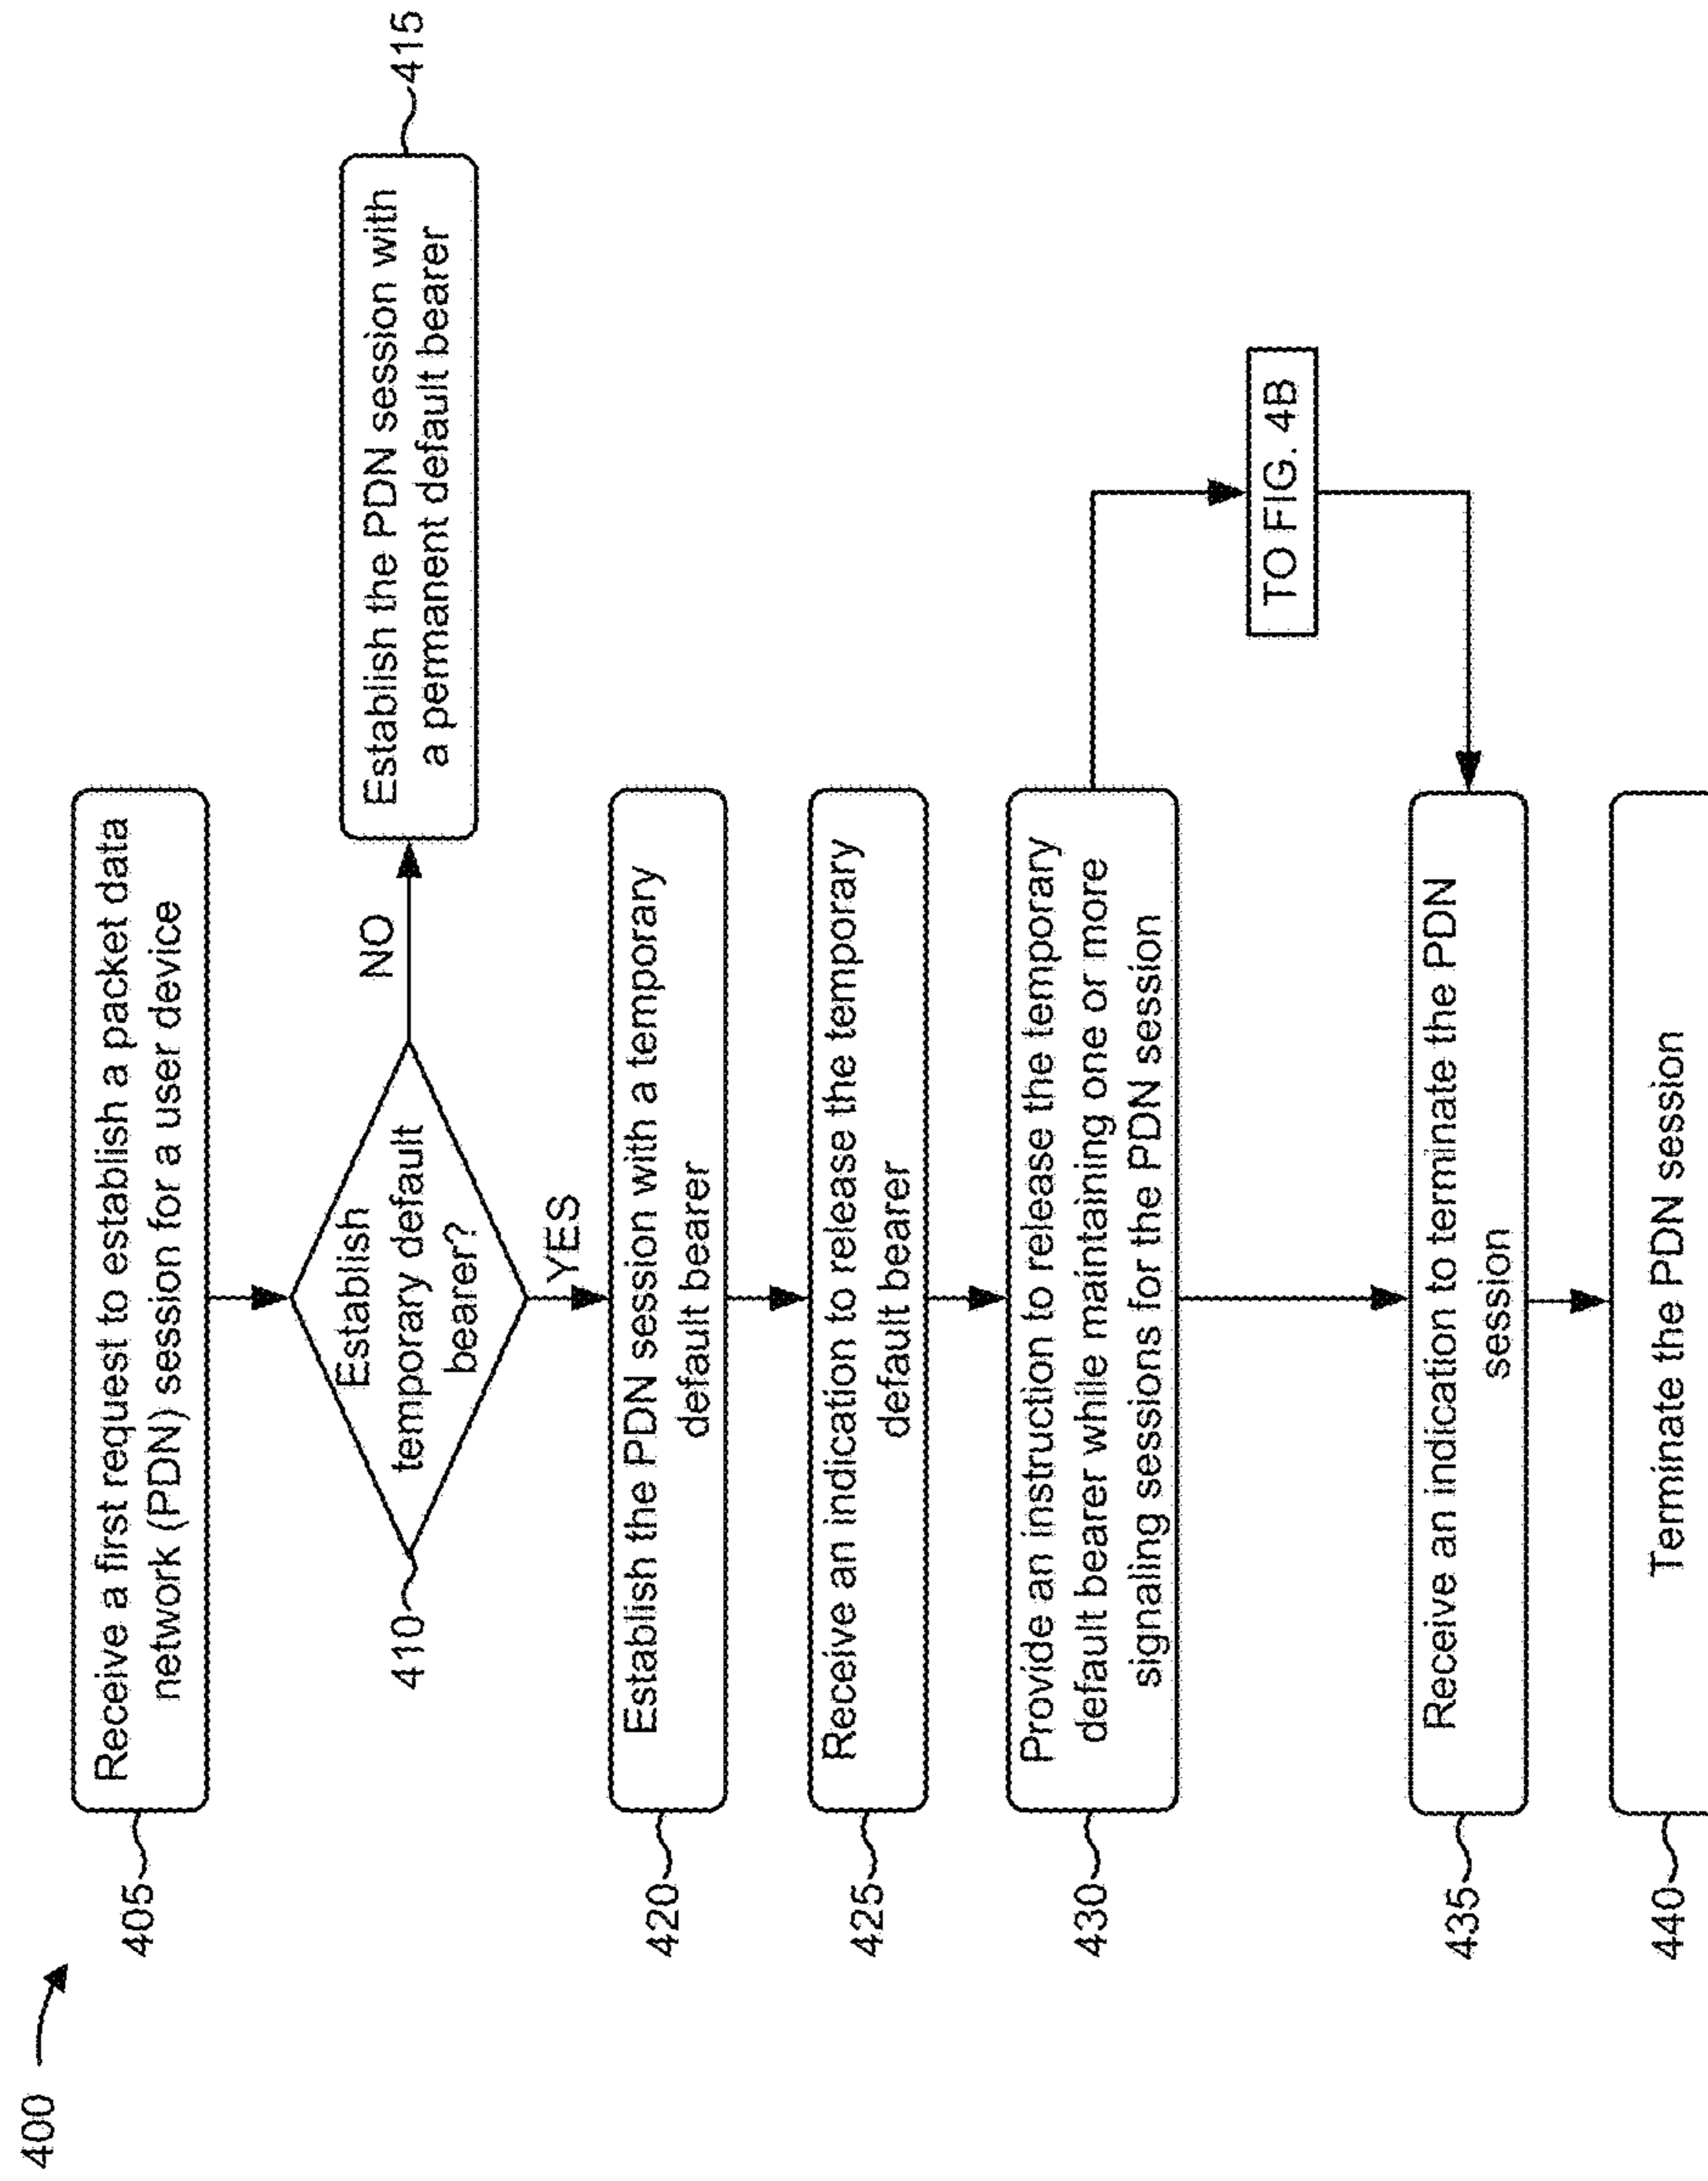 400
405
Receive a first request to establish a packet data
network (PDN) session for a user device
410
Establish
temporary default
bearer?
NO
Establish the PDN session with
a permanent default bearer
415
YES
420
Establish the PDN session with a temporary
default bearer
425
Receive an indication to release the temporary
default bearer
430
Provide an instruction to release the temporary
default bearer while maintaining one or more
signaling sessions for the PDN session
TO FIG. 4B
435
Receive an indication to terminate the PDN
session
440
Terminate the PDN session